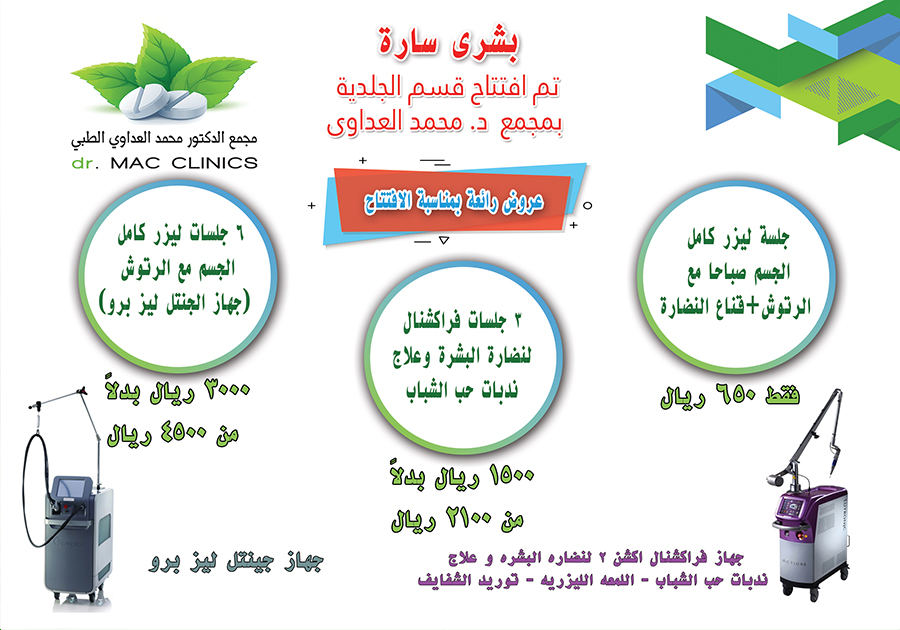 بشرى سارة
تم افتتاح قسم الجلدية
بمجمع د. محمد العداوى
مجمع الدكتور محمد العداوي الطبي
dr. MAC CLINICS
عروض رائعة بمناسبة الافتتاح
جلسة ليزر كامل
الجسم صباحا مع
الرتوش+قناع النضارة
فقط ٦٥٠ ريال
٣ جلسات فراكشنال
لنضارة البشرة وعلاج
ندبات حب الشباب
١٥٠٠ ريال بدلاً
من ٢١٠٠ ريال
٦ جلسات ليزر كامل
الجسم مع الرتوش
(جهاز الجنتل ليز برو)
٣٠٠٠ ريال بدلاً
من ٤٥٠٠ ريال
جهاز فراكشنال اكشن ٢ لنضاره البشره و علاج
ندبات حب الشباب - اللمعه الليزريه - توريد الشفايف
جهاز جينتل ليز برو